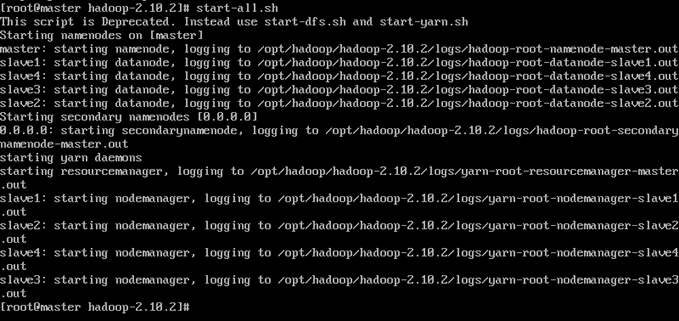 [root@master hadoop-2.10.2]# start-all.sh
This script is Deprecated. Instead use start-dfs.sh and start-yarn.sh
Starting namenodes on [master]
master: starting namenode, logging to /opt/hadoop/hadoop-2.10.2/logs/hadoop-root-namenode-master.out
slave1: starting datanode, logging to /opt/hadoop/hadoop-2.10.2/logs/hadoop-root-datanode-slave1.out
slave4: starting datanode, logging to /opt/hadoop/hadoop-2.10.2/logs/hadoop-root-datanode-slave4.out
slave3: starting datanode, logging to /opt/hadoop/hadoop-2.10.2/logs/hadoop-root-datanode-slave3.out
slave2: starting datanode, logging to /opt/hadoop/hadoop-2.10.2/logs/hadoop-root-datanode-slave2.out
Starting secondary namenodes [0.0.0.0]
0.0.0.0: starting secondarynamenode, logging to /opt/hadoop/hadoop-2.10.2/logs/hadoop-root-secondary
namenode-master.out
starting yarn daemons
starting resourcemanager, logging to /opt/hadoop/hadoop-2.10.2/logs/yarn-root-resourcemanager-master
.out
slave1: starting nodemanager, logging to /opt/hadoop/hadoop-2.10.2/logs/yarn-root-nodemanager-slave1
.out
slave2: starting nodemanager, logging to /opt/hadoop/hadoop-2.10.2/logs/yarn-root-nodemanager-slave2
.out
slave4: starting nodemanager, logging to /opt/hadoop/hadoop-2.10.2/logs/yarn-root-nodemanager-slave4
.out
slave3: starting nodemanager, logging to /opt/hadoop/hadoop-2.10.2/logs/yarn-root-nodemanager-slave3
.out
[root@master hadoop-2.10.2]#